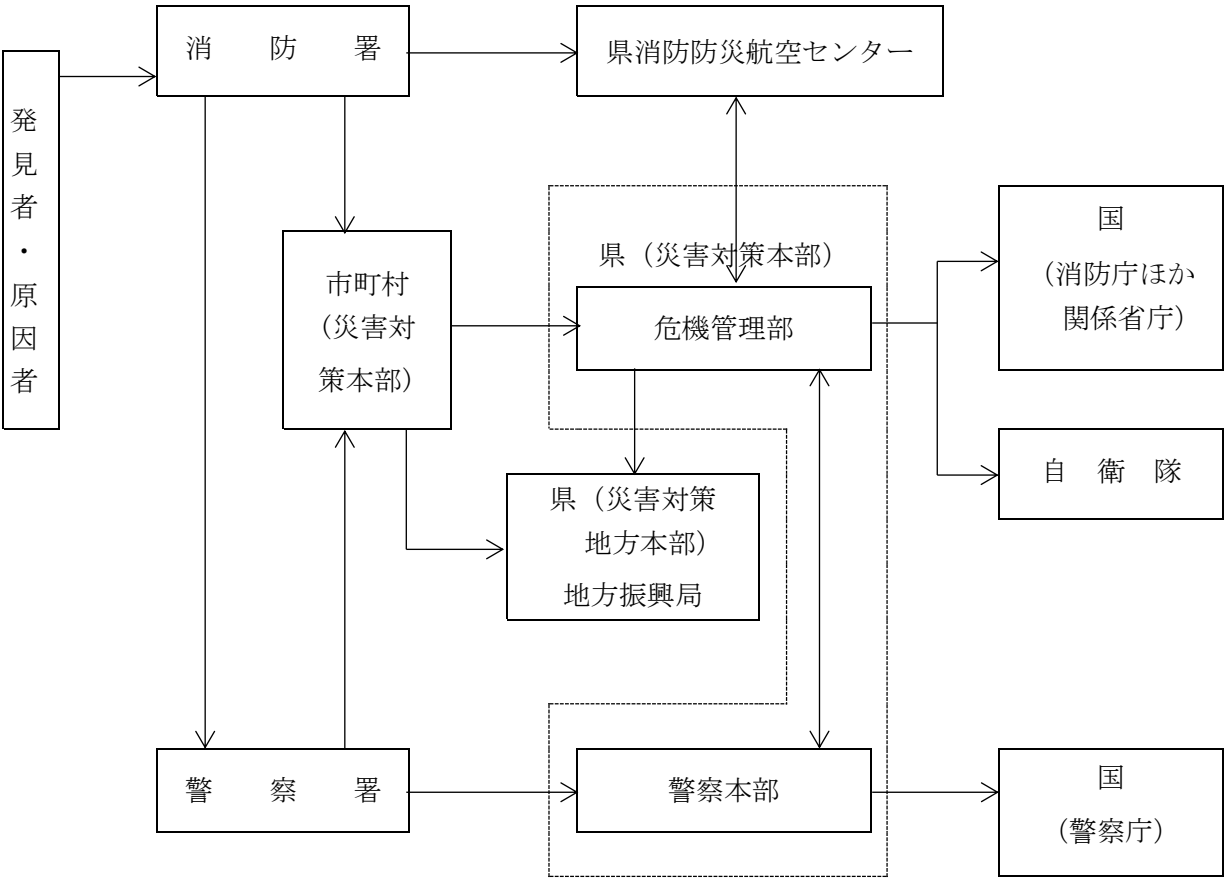 発見者・原因者
消防署
県消防防災航空センター
県（災害対策本部）
市町村
（災害対
策本部）
危機管理部
国
（消防庁ほか
関係省庁）
自衛隊
県（災害対策
地方本部）
地方振興局
警察署
警察本部
国
（警察庁）